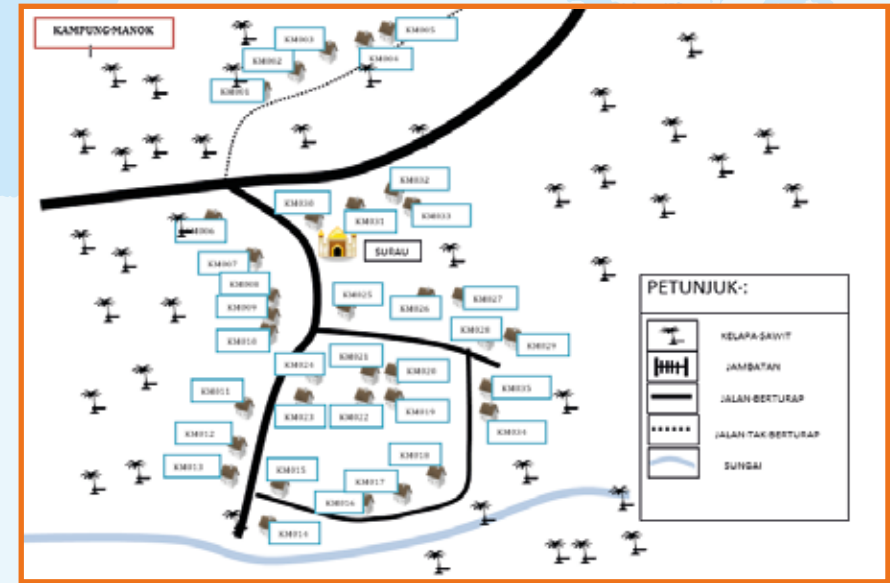 KAMPUNG MANOK
KM003
KM005
KM002
KM004
KM001
KM032
KM030
KM033
KM031
KM006
SURAU
KM007
KM008
KM025
KM027
KM009
KM026
KM010
KM028
KM029
KM021
KM024
KM020
KM011
KM035
KM023
KM022
KM019
KM012
KM034
KM018
KM013
KM015
KM017
KM016
KM014
PETUNJUK-:
KELAPA SAWIT
JAMBATAN
JALAN BERTURAP
JALAN TAK BERTURAP
SUNGAI